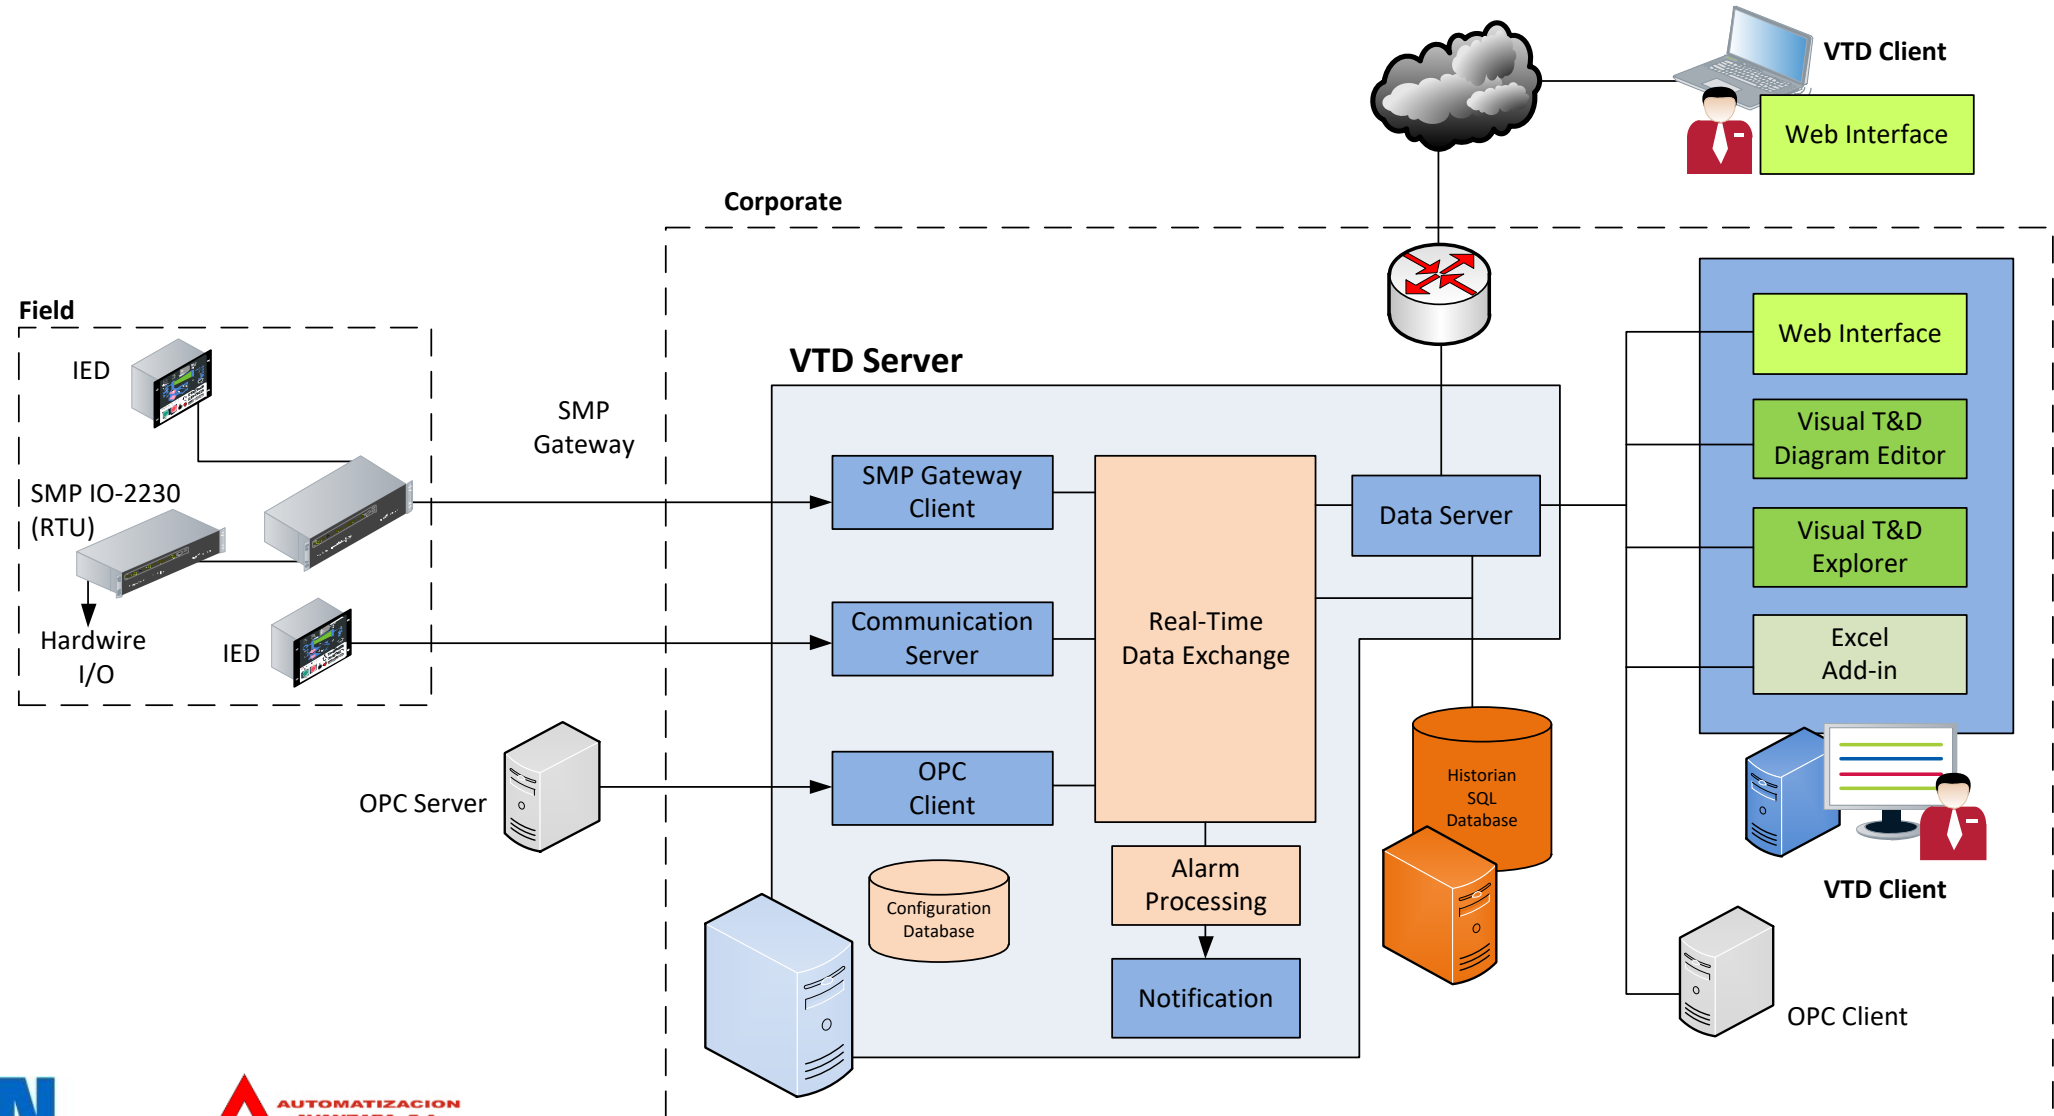 VTD Client
Web Interface
Corporate
Field
IED
SMP IO-2230
(RTU)
Hardwire
I/O
IED
SMP
Gateway
OPC Server
VTD Server
SMP Gateway
Client
Communication
Server
OPC
Client
Configuration
Database
Real-Time
Data Exchange
Alarm
Processing
Notification
Data Server
Historian
SQL
Database
Web Interface
Visual T&D
Diagram Editor
Visual T&D
Explorer
Excel
Add-in
VTD Client
OPC Client
N
AUTOMATIZACION